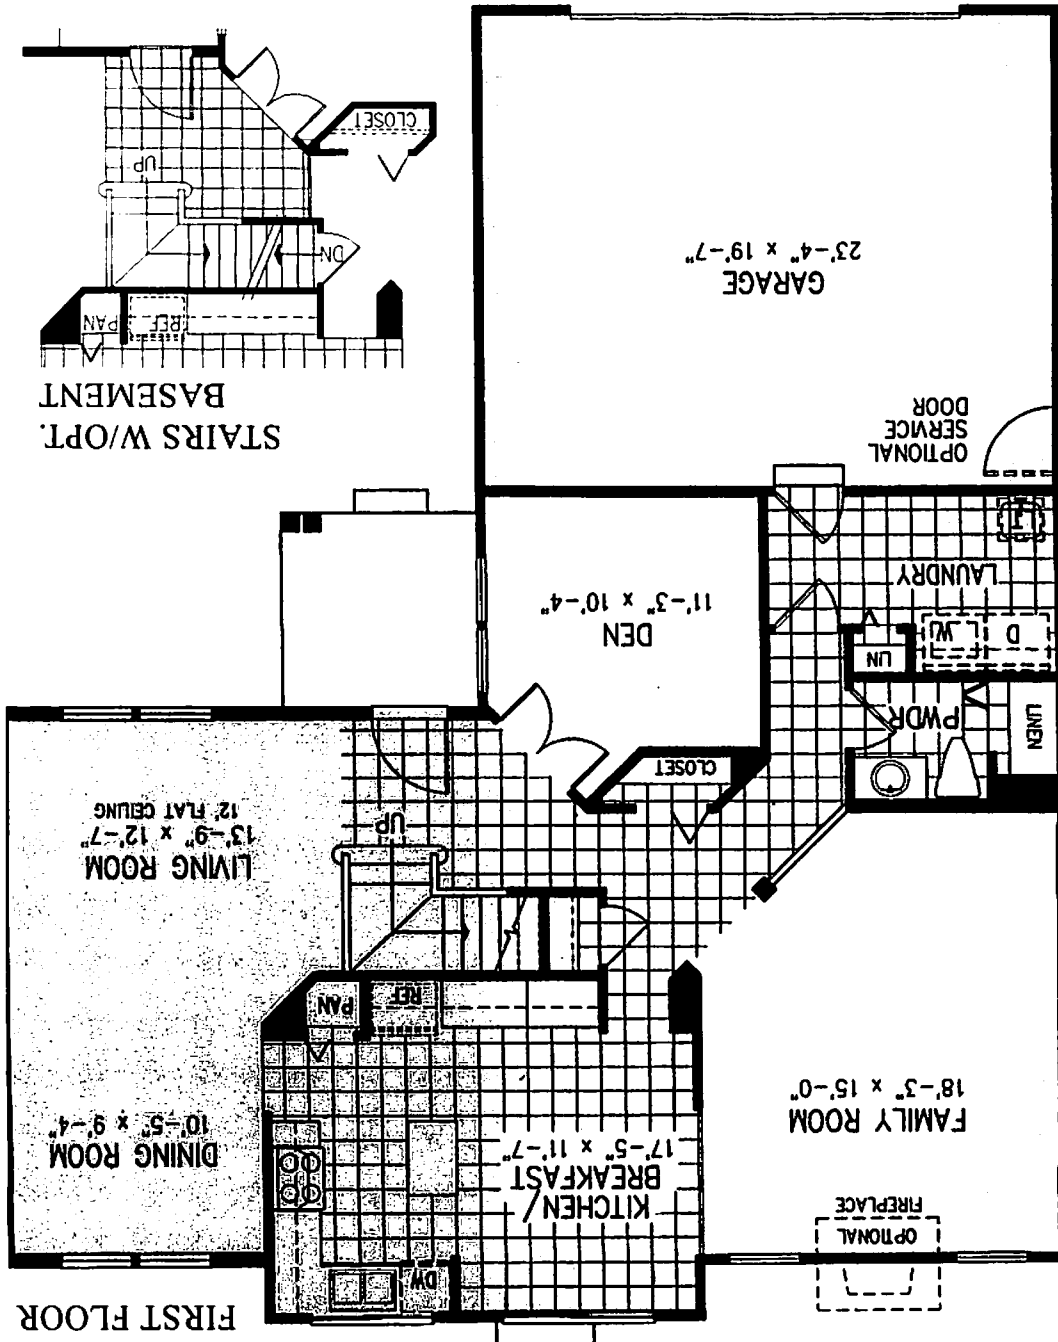 FIRST FLOOR
OPTIONAL
FIREPLACE
DW
FAMILY ROOM
18'-3" x 15'-0"
KITCHEN/
BREAKFAST
17'-5" x 11'-7"
DINING ROOM
10'-5" x 9'-4"
REF
PAN
LIVING ROOM
13'-9" x 12'-7"
12' FLAT CEILING
UP
CLOSET
LINEN
PWDR
LIN
D
W
LAUNDRY
DEN
11'-3" x 10'-4"
OPTIONAL
SERVICE
DOOR
GARAGE
23'-4" x 19'-7"
STAIRS W/OPT.
BASEMENT
REF
PAN
DN
UP
CLOSET